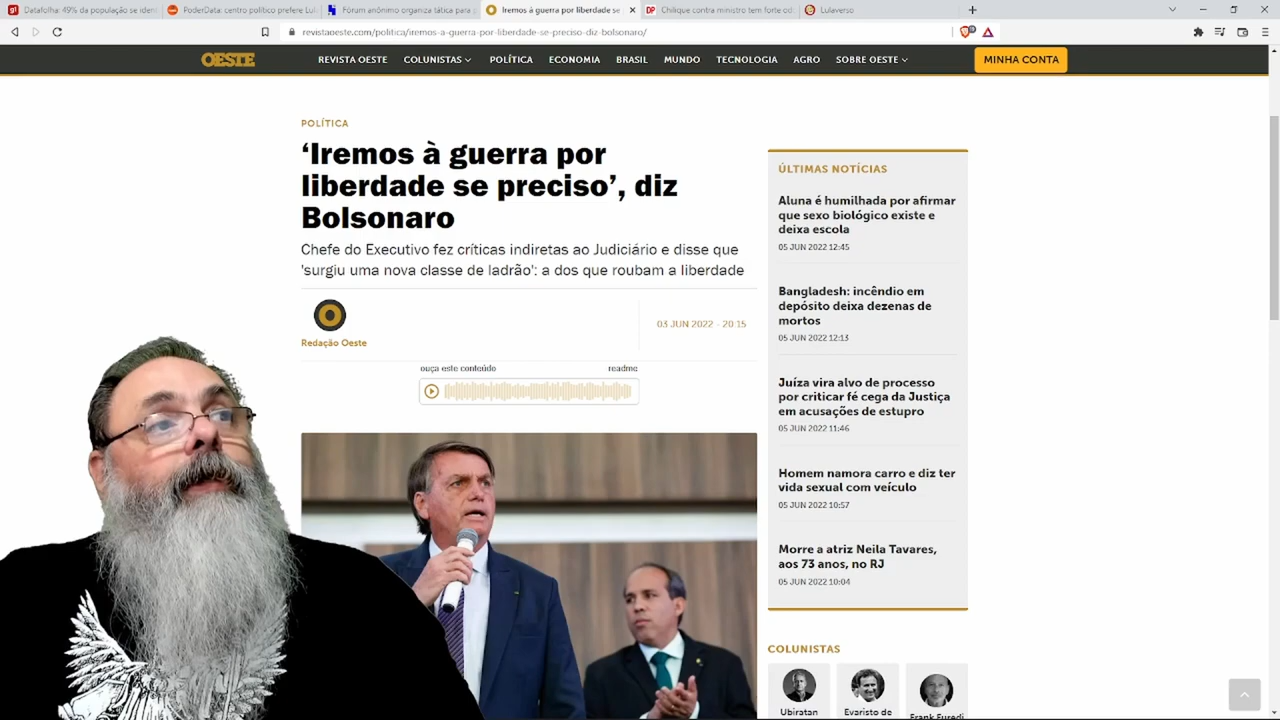 Datafolha: 49% da população se iden
PoderData: centro político prefere Lul
Fórum anônimo organiza tática para
Iremos à guerra por liberdade se
Chilique contra ministro tem forte od
Lulaverso
revistaoeste.com/politica/iremos-a-guerra-por-liberdade-se-preciso-diz-bolsonaro/
OESTE
REVISTA OESTE
COLUNISTAS
POLÍTICA
ECONOMIA
BRASIL
MUNDO
TECNOLOGIA
AGRO
SOBRE OESTE
MINHA CONTA
POLÍTICA
‘Iremos à guerra por
liberdade se preciso’, diz
Bolsonaro
Chefe do Executivo fez críticas indiretas ao Judiciário e disse que
'surgiu uma nova classe de ladrão': a dos que roubam a liberdade
Redação Oeste
03 JUN 2022 - 20:15
ouça este conteúdo
readme
ÚLTIMAS NOTÍCIAS
Aluna é humilhada por afirmar
que sexo biológico existe e
deixa escola
05 JUN 2022 12:45
Bangladesh: incêndio em
depósito deixa dezenas de
mortos
05 JUN 2022 12:13
Juíza vira alvo de processo
por criticar fé cega da Justiça
em acusações de estupro
05 JUN 2022 11:46
Homem namora carro e diz ter
vida sexual com veículo
05 JUN 2022 10:57
Morre a atriz Neila Tavares,
aos 73 anos, no RJ
05 JUN 2022 10:04
COLUNISTAS
Ubiratan
Evaristo de
Frank Furedi